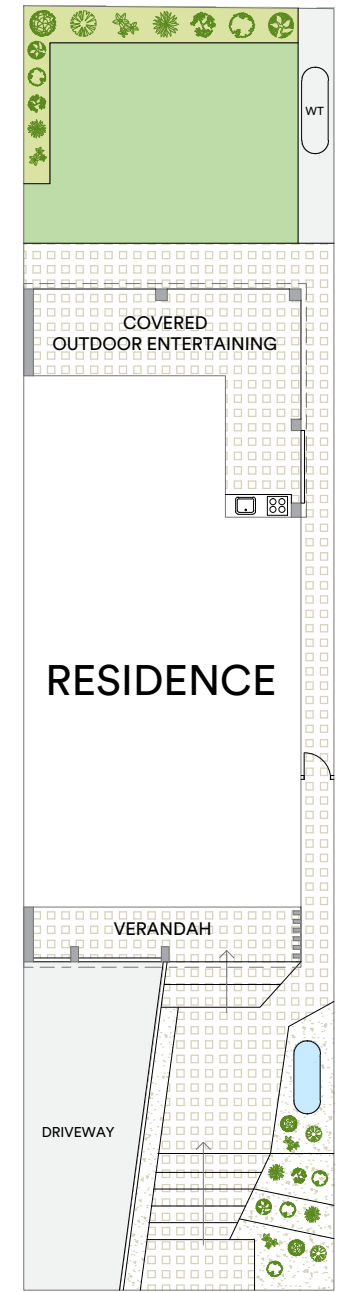 WT
COVERED
OUTDOOR ENTERTAINING
RESIDENCE
VERANDAH
DRIVEWAY